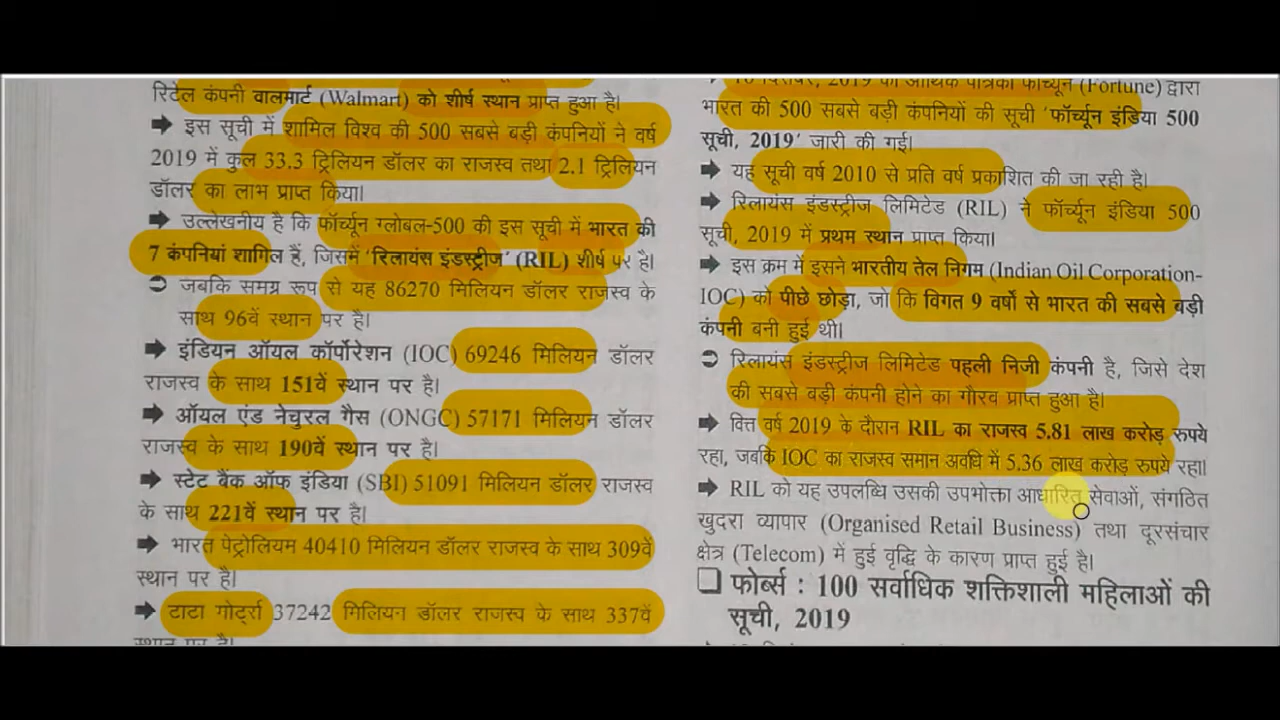 रिटेल कंपनी वालमार्ट (Walmart) को शीर्ष स्थान प्राप्त हुआ है।
➡ इस सूची में शामिल विश्व की 500 सबसे बड़ी कंपनियों ने वर्ष
2019 में कुल 33.3 ट्रिलियन डॉलर का राजस्व तथा 2.1 ट्रिलियन
डॉलर का लाभ प्राप्त किया।
➡ उल्लेखनीय है कि फॉर्च्यून ग्लोबल-500 की इस सूची में भारत की
7 कंपनियां शामिल हैं, जिसमें 'रिलायंस इंडस्ट्रीज' (RIL) शीर्ष पर है।
➲ जबकि समग्र रूप से यह 86270 मिलियन डॉलर राजस्व के
साथ 96वें स्थान पर है।
➡ इंडियन ऑयल कॉर्पोरेशन (IOC) 69246 मिलियन डॉलर
राजस्व के साथ 151वें स्थान पर है।
➡ ऑयल एंड नेचुरल गैस (ONGC) 57171 मिलियन डॉलर
राजस्व के साथ 190वें स्थान पर है।
➡ स्टेट बैंक ऑफ इंडिया (SBI) 51091 मिलियन डॉलर राजस्व
के साथ 221वें स्थान पर है।
➡ भारत पेट्रोलियम 40410 मिलियन डॉलर राजस्व के साथ 309वें
स्थान पर है।
➡ टाटा मोटर्स 37242 मिलियन डॉलर राजस्व के साथ 337वें
स्थान पर है।
2019 को आर्थिक पत्रिका फॉर्च्यून (Fortune) द्वारा
भारत की 500 सबसे बड़ी कंपनियों की सूची 'फॉर्च्यून इंडिया 500
सूची, 2019' जारी की गई।
➡ यह सूची वर्ष 2010 से प्रति वर्ष प्रकाशित की जा रही है।
➡ रिलायंस इंडस्ट्रीज लिमिटेड (RIL) ने फॉर्च्यून इंडिया 500
सूची, 2019 में प्रथम स्थान प्राप्त किया।
➡ इस क्रम में इसने भारतीय तेल निगम (Indian Oil Corporation-
IOC) को पीछे छोड़ा, जो कि विगत 9 वर्षों से भारत की सबसे बड़ी
कंपनी बनी हुई थी।
➲ रिलायंस इंडस्ट्रीज लिमिटेड पहली निजी कंपनी है, जिसे देश
की सबसे बड़ी कंपनी होने का गौरव प्राप्त हुआ है।
➡ वित्त वर्ष 2019 के दौरान RIL का राजस्व 5.81 लाख करोड़ रुपये
रहा, जबकि IOC का राजस्व समान अवधि में 5.36 लाख करोड़ रुपये रहा।
➡ RIL को यह उपलब्धि उसकी उपभोक्ता आधारित सेवाओं, संगठित
खुदरा व्यापार (Organised Retail Business) तथा दूरसंचार
क्षेत्र (Telecom) में हुई वृद्धि के कारण प्राप्त हुई है।
❑ फोर्ब्स : 100 सर्वाधिक शक्तिशाली महिलाओं की
सूची, 2019